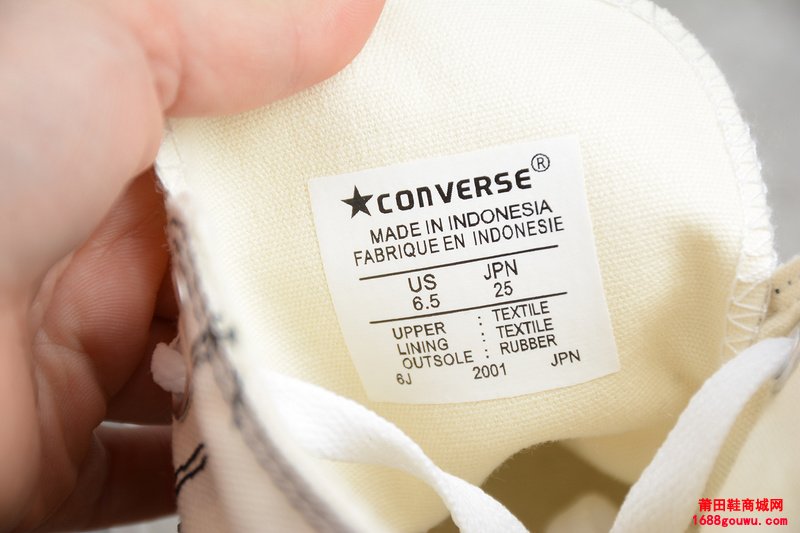 ★CONVERSE®
MADE IN INDONESIA
FABRIQUE EN INDONESIE
US JPN
6.5 25
UPPER : TEXTILE
LINING : TEXTILE
OUTSOLE : RUBBER
6J 2001 JPN
莆田鞋商城网
1688gouwu.com